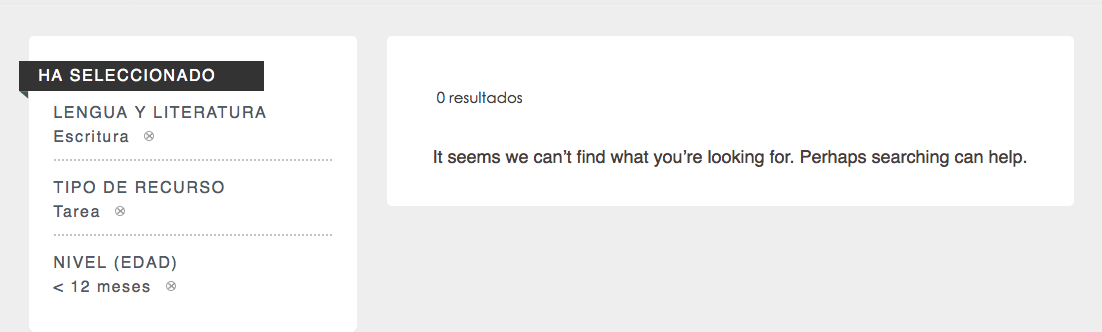 HA SELECCIONADO
LENGUA Y LITERATURA
Escritura
TIPO DE RECURSO
Tarea
NIVEL (EDAD)
< 12 meses
0 resultados
It seems we can’t find what you’re looking for. Perhaps searching can help.